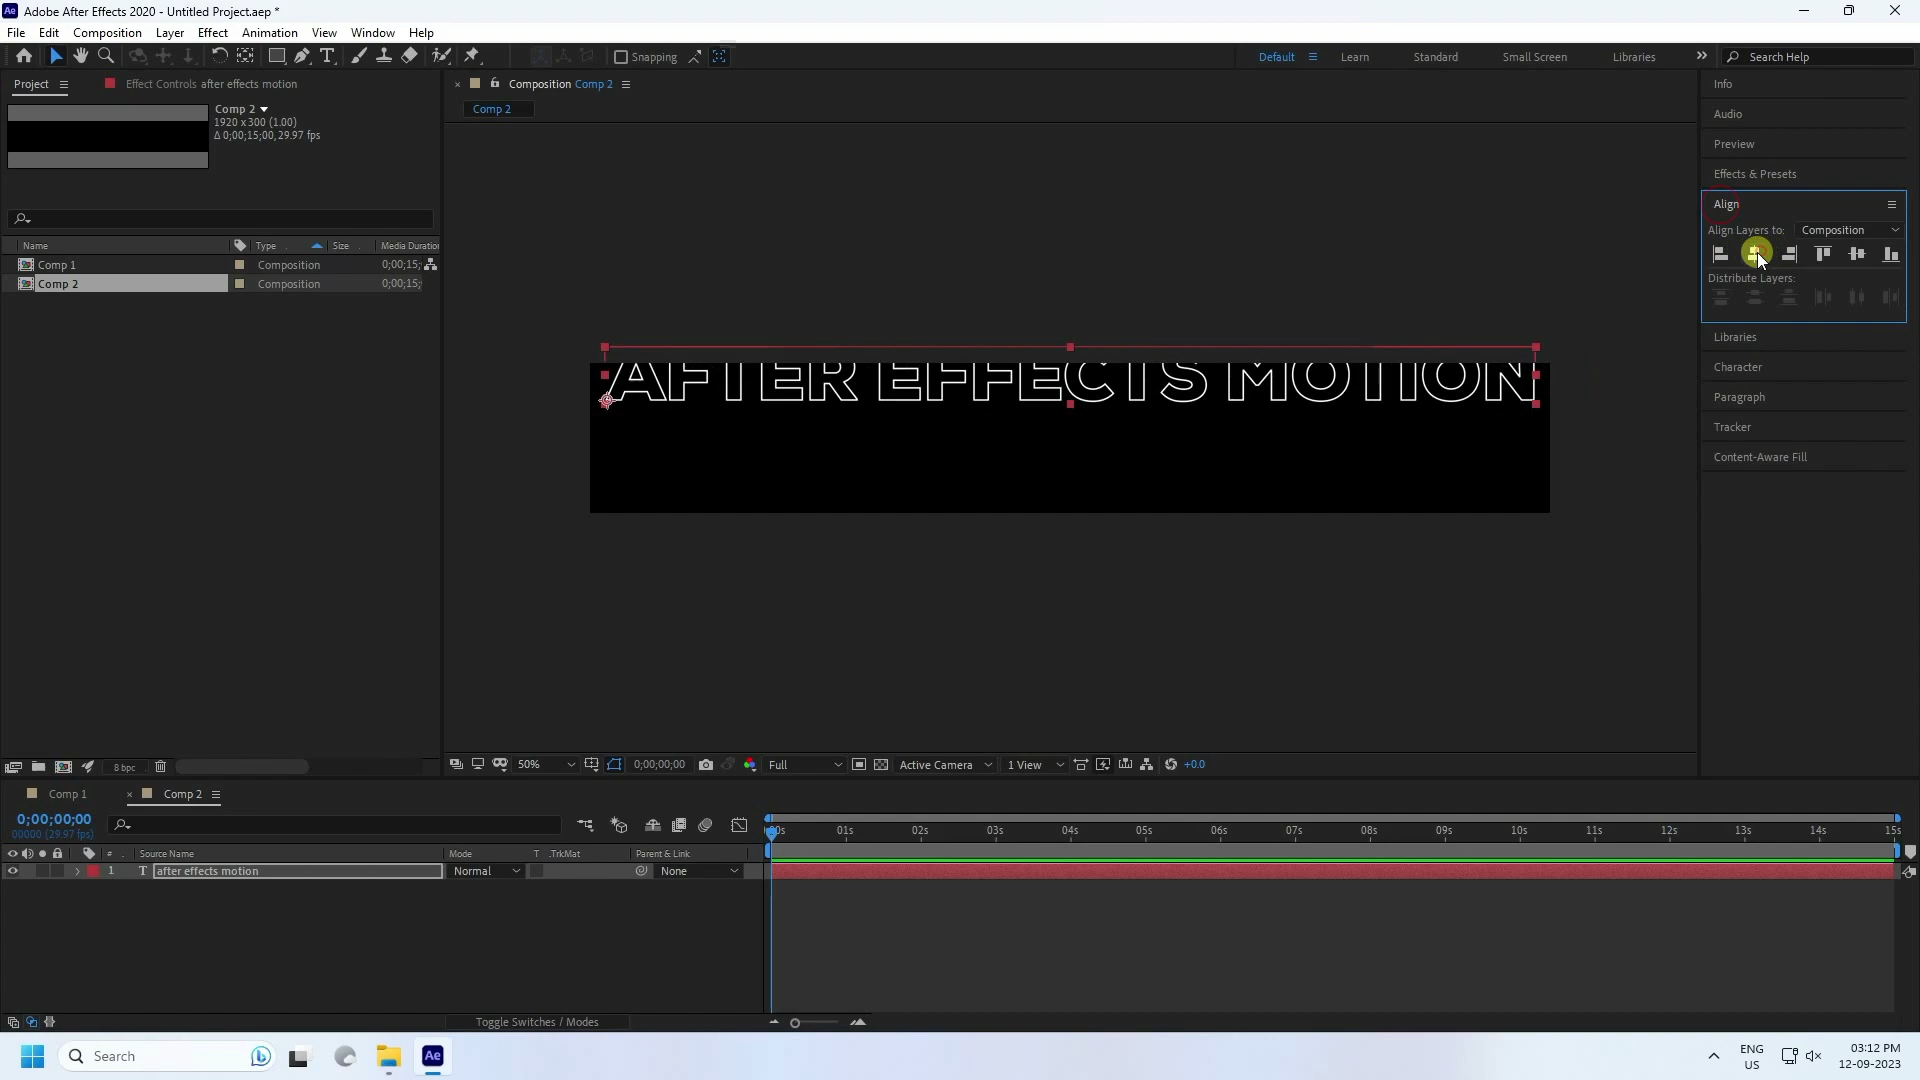 Ae Adobe After Effects 2020 - Untitled Project.aep *
File Edit Composition Layer Effect Animation View Window Help
Snapping Default Learn Standard Small Screen Libraries Search Help
Project Effect Controls after effects motion Composition Comp 2 Info
Comp 2
1920 x 300 (1.00)
Δ 0;00;15;00, 29.97 fps
Comp 2
Audio
Preview
Effects & Presets
Align
Align Layers to: Composition
Distribute Layers:
Libraries
Character
Paragraph
Tracker
Content-Aware Fill
Name Type Size Media Duration
Comp 1 Composition 0;00;15;
Comp 2 Composition 0;00;15;
AFTER EFFECTS MOTION
8 bpc 50% 0;00;00;00 Full Active Camera 1 View +0.0
Comp 1 Comp 2
0;00;00;00
00000 (29.97 fps)
00s 01s 02s 03s 04s 05s 06s 07s 08s 09s 10s 11s 12s 13s 14s 15s
# Source Name Mode T .TrkMat Parent & Link
1 T after effects motion Normal None
Toggle Switches / Modes
Search Ae ENG US 03:12 PM
12-09-2023